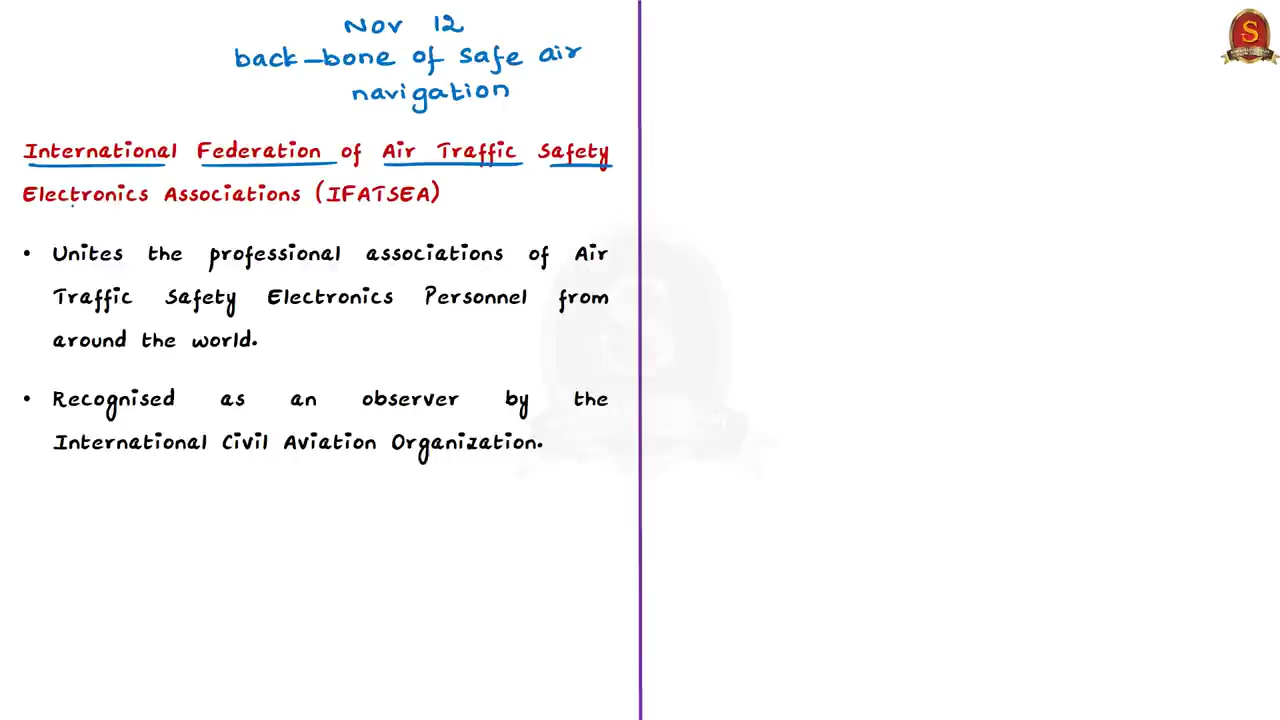 Nov 12
back-bone of safe air
navigation
International Federation of Air Traffic Safety
Electronics Associations (IFATSEA)
• Unites the professional associations of Air
Traffic Safety Electronics Personnel from
around the world.
• Recognised as an observer by the
International Civil Aviation Organization.
S